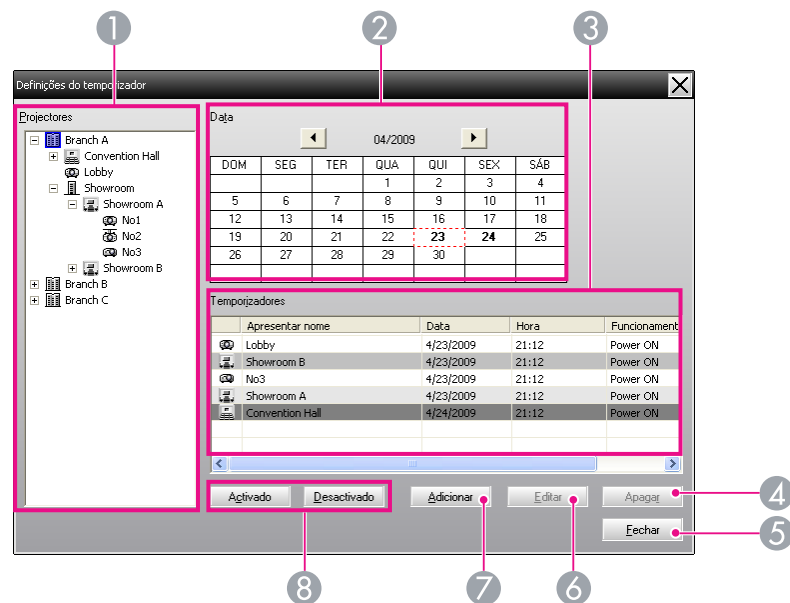 1 2 3
Definições do temporizador
Projectores
Branch A
Convention Hall
Lobby
Showroom
Showroom A
No1
No2
No3
Showroom B
Branch B
Branch C
Data
04/2009
DOM SEG TER QUA QUI SEX SÁB
1 2 3 4
5 6 7 8 9 10 11
12 13 14 15 16 17 18
19 20 21 22 23 24 25
26 27 28 29 30
Temporizadores
Apresentar nome Data Hora Funcionament
Lobby 4/23/2009 21:12 Power ON
Showroom B 4/23/2009 21:12 Power ON
No3 4/23/2009 21:12 Power ON
Showroom A 4/23/2009 21:12 Power ON
Convention Hall 4/24/2009 21:12 Power ON
Activado Desactivado Adicionar Editar Apagar 4
Fechar 5
8 7 6